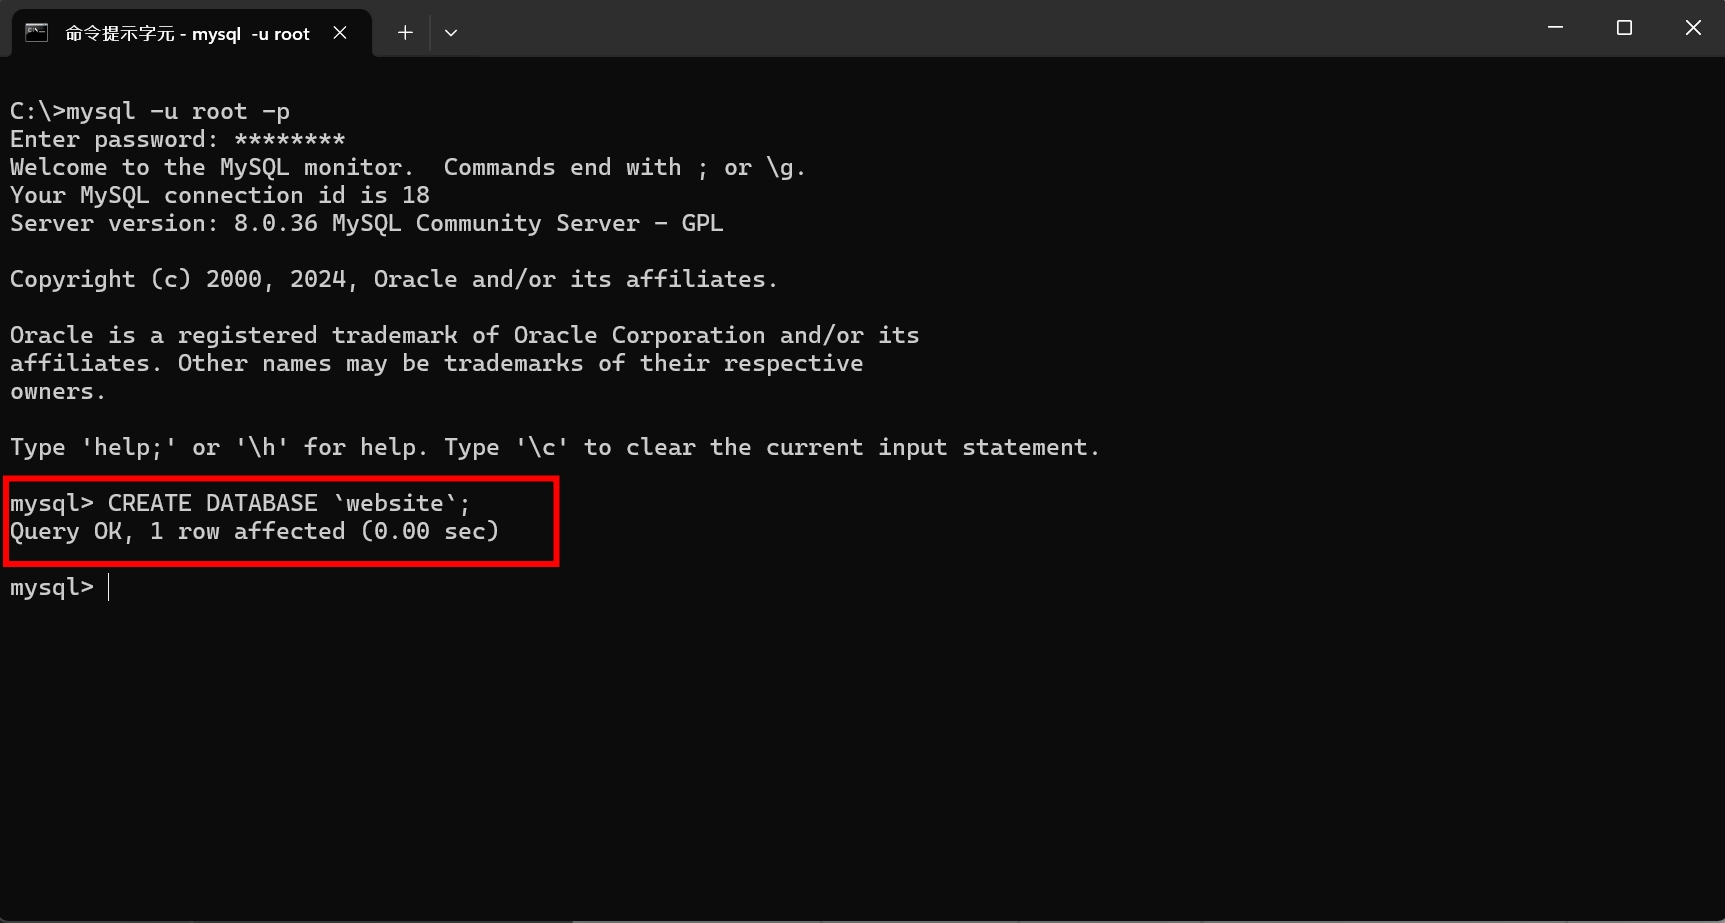 命令提示字元 - mysql  -u root
C:\>mysql -u root -p
Enter password: ********
Welcome to the MySQL monitor.  Commands end with ; or \g.
Your MySQL connection id is 18
Server version: 8.0.36 MySQL Community Server - GPL
Copyright (c) 2000, 2024, Oracle and/or its affiliates.
Oracle is a registered trademark of Oracle Corporation and/or its
affiliates. Other names may be trademarks of their respective
owners.
Type 'help;' or '\h' for help. Type '\c' to clear the current input statement.
mysql> CREATE DATABASE `website`;
Query OK, 1 row affected (0.00 sec)
mysql>